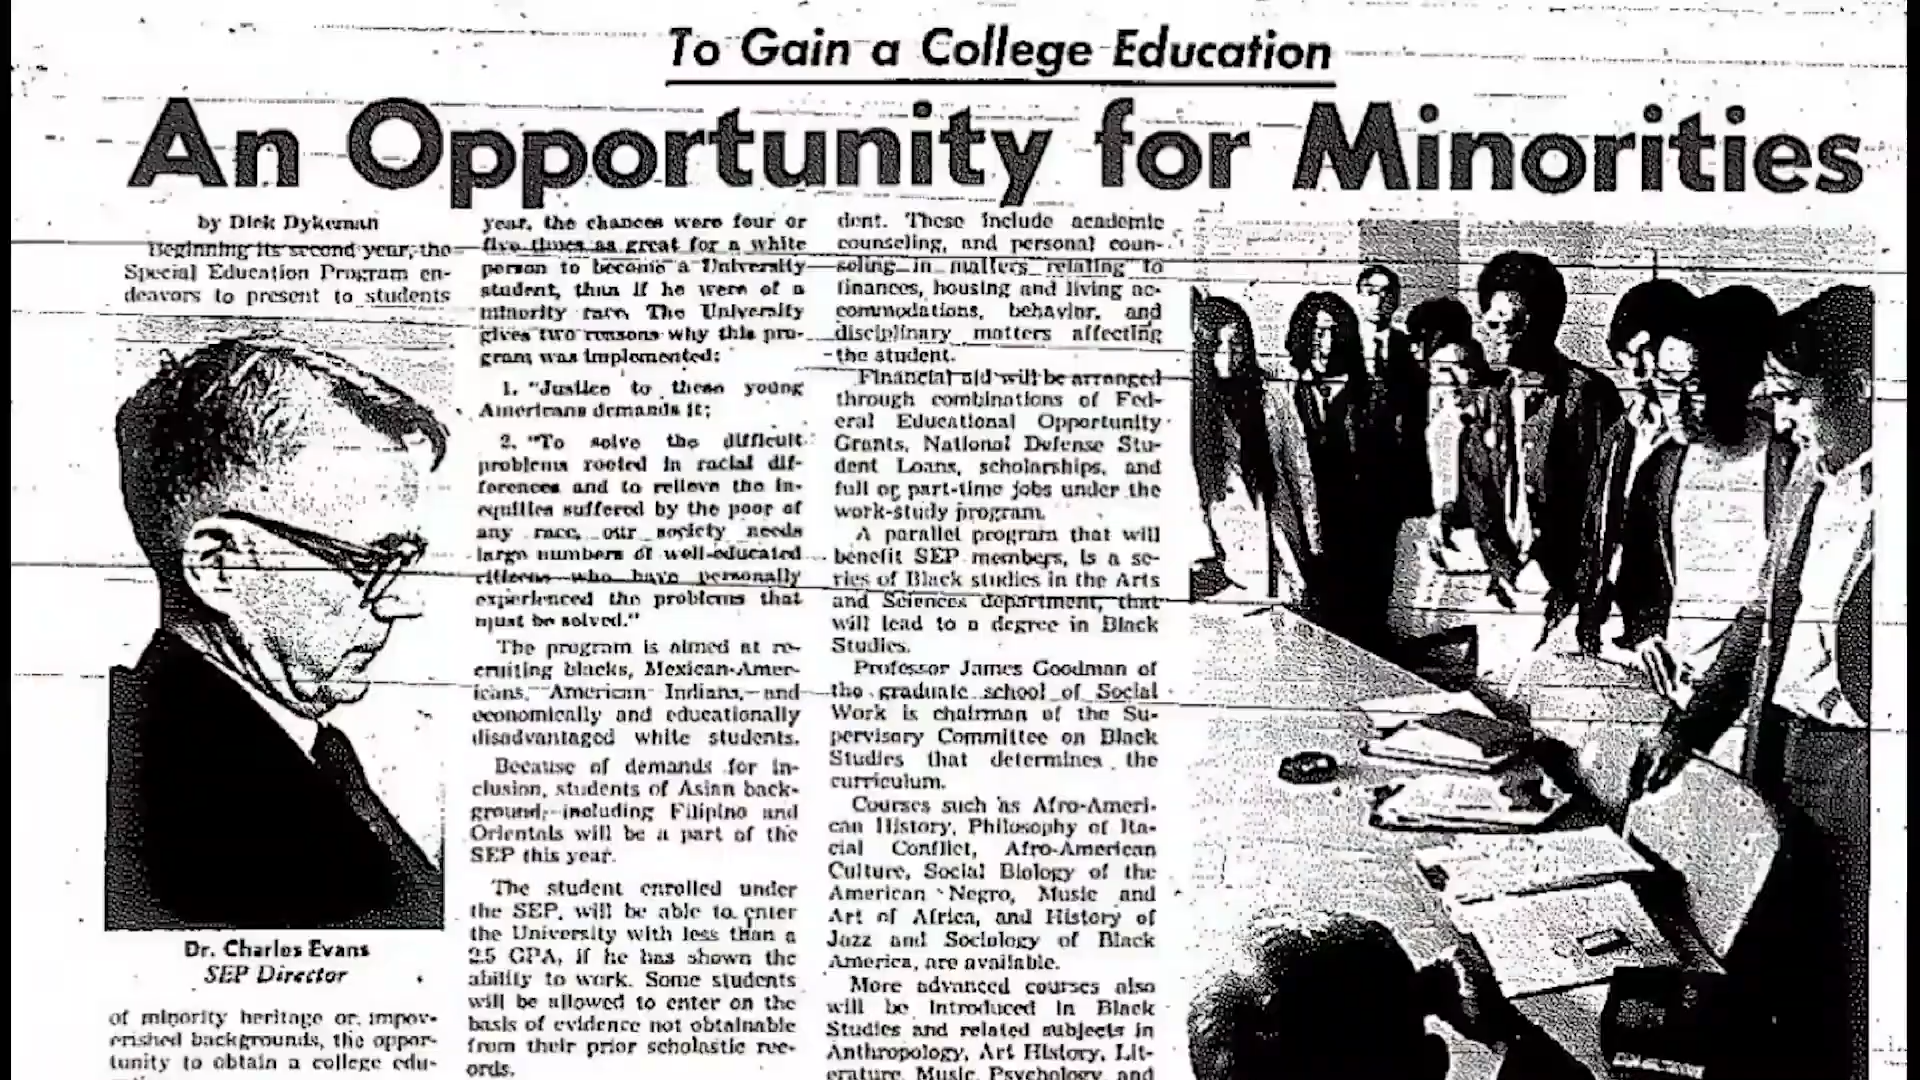 To Gain a College Education
An Opportunity for Minorities
by Dick Dykeman
Beginning its second year, the
Special Education Program en-
deavors to present to students
Dr. Charles Evans
SEP Director
of minority heritage or impov-
erished backgrounds, the oppor-
tunity to obtain a college edu-
year, the chances were four or
five times as great for a white
person to become a University
student, than if he were of a
minority race. The University
gives two reasons why this pro-
gram was implemented:
1. "Justice to these young
Americans demands it;
2. "To solve the difficult
problems rooted in racial dif-
ferences and to relieve the in-
equities suffered by the poor of
any race, our society needs
large numbers of well-educated
citizens who have personally
experienced the problems that
must be solved."
The program is aimed at re-
cruiting blacks, Mexican-Amer-
icans, American Indians, and
economically and educationally
disadvantaged white students.
Because of demands for in-
clusion, students of Asian back-
ground, including Filipino and
Orientals will be a part of the
SEP this year.
The student enrolled under
the SEP, will be able to enter
the University with less than a
2.5 GPA, if he has shown the
ability to work. Some students
will be allowed to enter on the
basis of evidence not obtainable
from their prior scholastic rec-
ords.
dent. These include academic
counseling, and personal coun-
seling in matters relating to
finances, housing and living ac-
commodations, behavior, and
disciplinary matters affecting
the student.
Financial aid will be arranged
through combinations of Fed-
eral Educational Opportunity
Grants, National Defense Stu-
dent Loans, scholarships, and
full or part-time jobs under the
work-study program.
A parallel program that will
benefit SEP members, is a se-
ries of Black studies in the Arts
and Sciences department, that
will lead to a degree in Black
Studies.
Professor James Goodman of
the graduate school of Social
Work is chairman of the Su-
pervisory Committee on Black
Studies that determines the
curriculum.
Courses such as Afro-Ameri-
can History, Philosophy of Ra-
cial Conflict, Afro-American
Culture, Social Biology of the
American Negro, Music and
Art of Africa, and History of
Jazz and Sociology of Black
America, are available.
More advanced courses also
will be introduced in Black
Studies and related subjects in
Anthropology, Art History, Lit-
erature, Music, Psychology, and